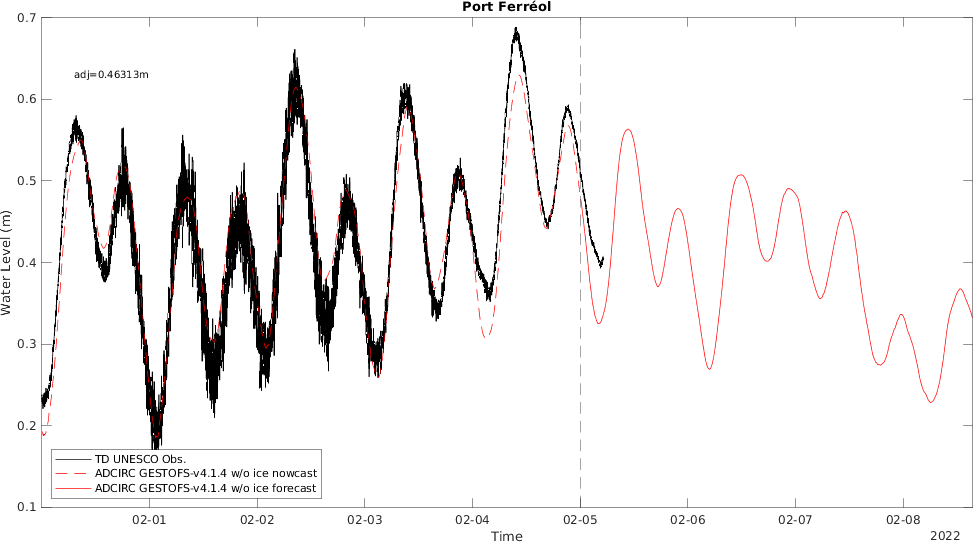 Port Ferréol
0.7
0.6
0.5
0.4
0.3
0.2
0.1
Water Level (m)
adj=0.46313m
TD UNESCO Obs.
ADCIRC GESTOFS-v4.1.4 w/o ice nowcast
ADCIRC GESTOFS-v4.1.4 w/o ice forecast
02-01 02-02 02-03 02-04 02-05 02-06 02-07 02-08
2022
Time